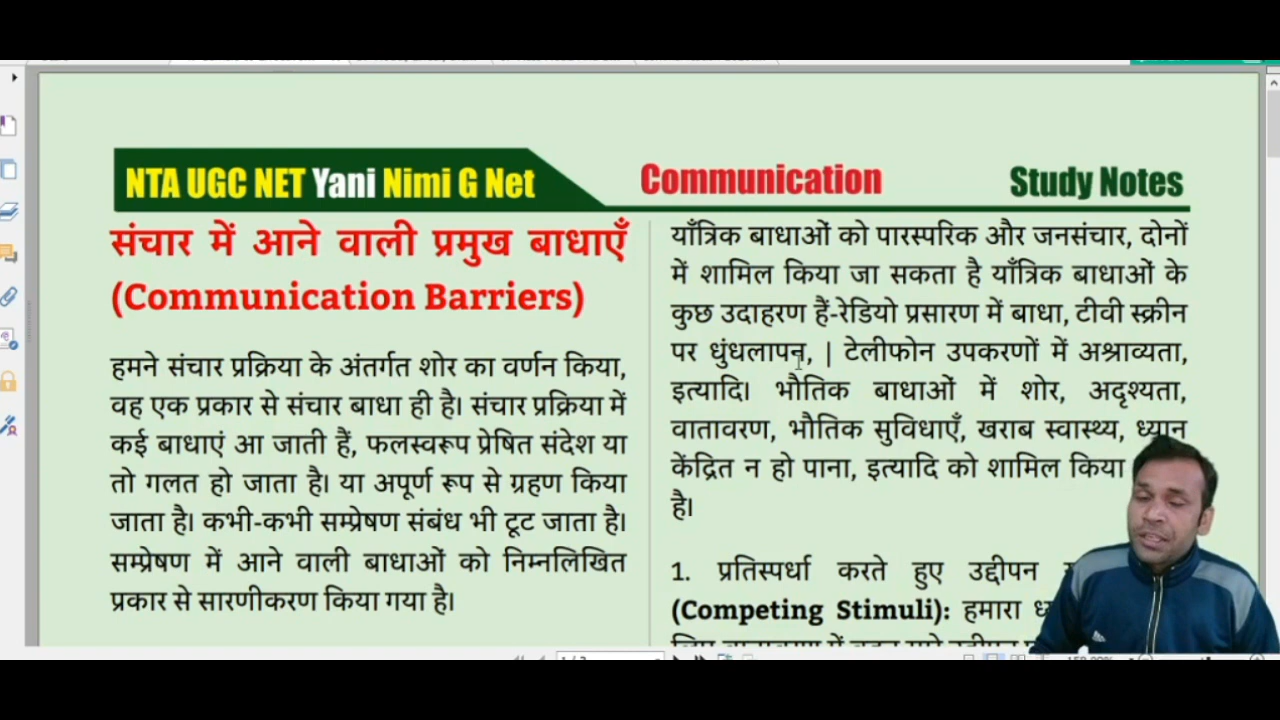 NTA UGC NET Yani Nimi G Net
Communication
Study Notes
संचार में आने वाली प्रमुख बाधाएँ
(Communication Barriers)
हमने संचार प्रक्रिया के अंतर्गत शोर का वर्णन किया,
वह एक प्रकार से संचार बाधा ही है। संचार प्रक्रिया में
कई बाधाएं आ जाती हैं, फलस्वरूप प्रेषित संदेश या
तो गलत हो जाता है। या अपूर्ण रूप से ग्रहण किया
जाता है। कभी-कभी सम्प्रेषण संबंध भी टूट जाता है।
सम्प्रेषण में आने वाली बाधाओं को निम्नलिखित
प्रकार से सारणीकरण किया गया है।
याँत्रिक बाधाओं को पारस्परिक और जनसंचार, दोनों
में शामिल किया जा सकता है याँत्रिक बाधाओं के
कुछ उदाहरण हैं-रेडियो प्रसारण में बाधा, टीवी स्क्रीन
पर धुंधलापन, | टेलीफोन उपकरणों में अश्राव्यता,
इत्यादि। भौतिक बाधाओं में शोर, अदृश्यता,
वातावरण, भौतिक सुविधाएँ, खराब स्वास्थ्य, ध्यान
केंद्रित न हो पाना, इत्यादि को शामिल किया
है।
1. प्रतिस्पर्धा करते हुए उद्दीपन
(Competing Stimuli): हमारा